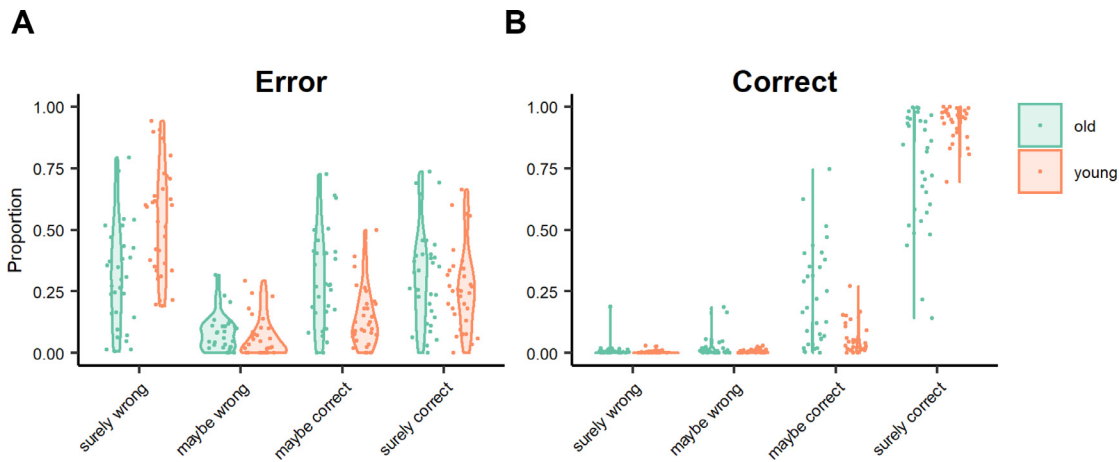 A
B
Error
Correct
Proportion
1.00
0.75
0.50
0.25
0.00
surely wrong
maybe wrong
maybe correct
surely correct
1.00
0.75
0.50
0.25
0.00
surely wrong
maybe wrong
maybe correct
surely correct
old
young